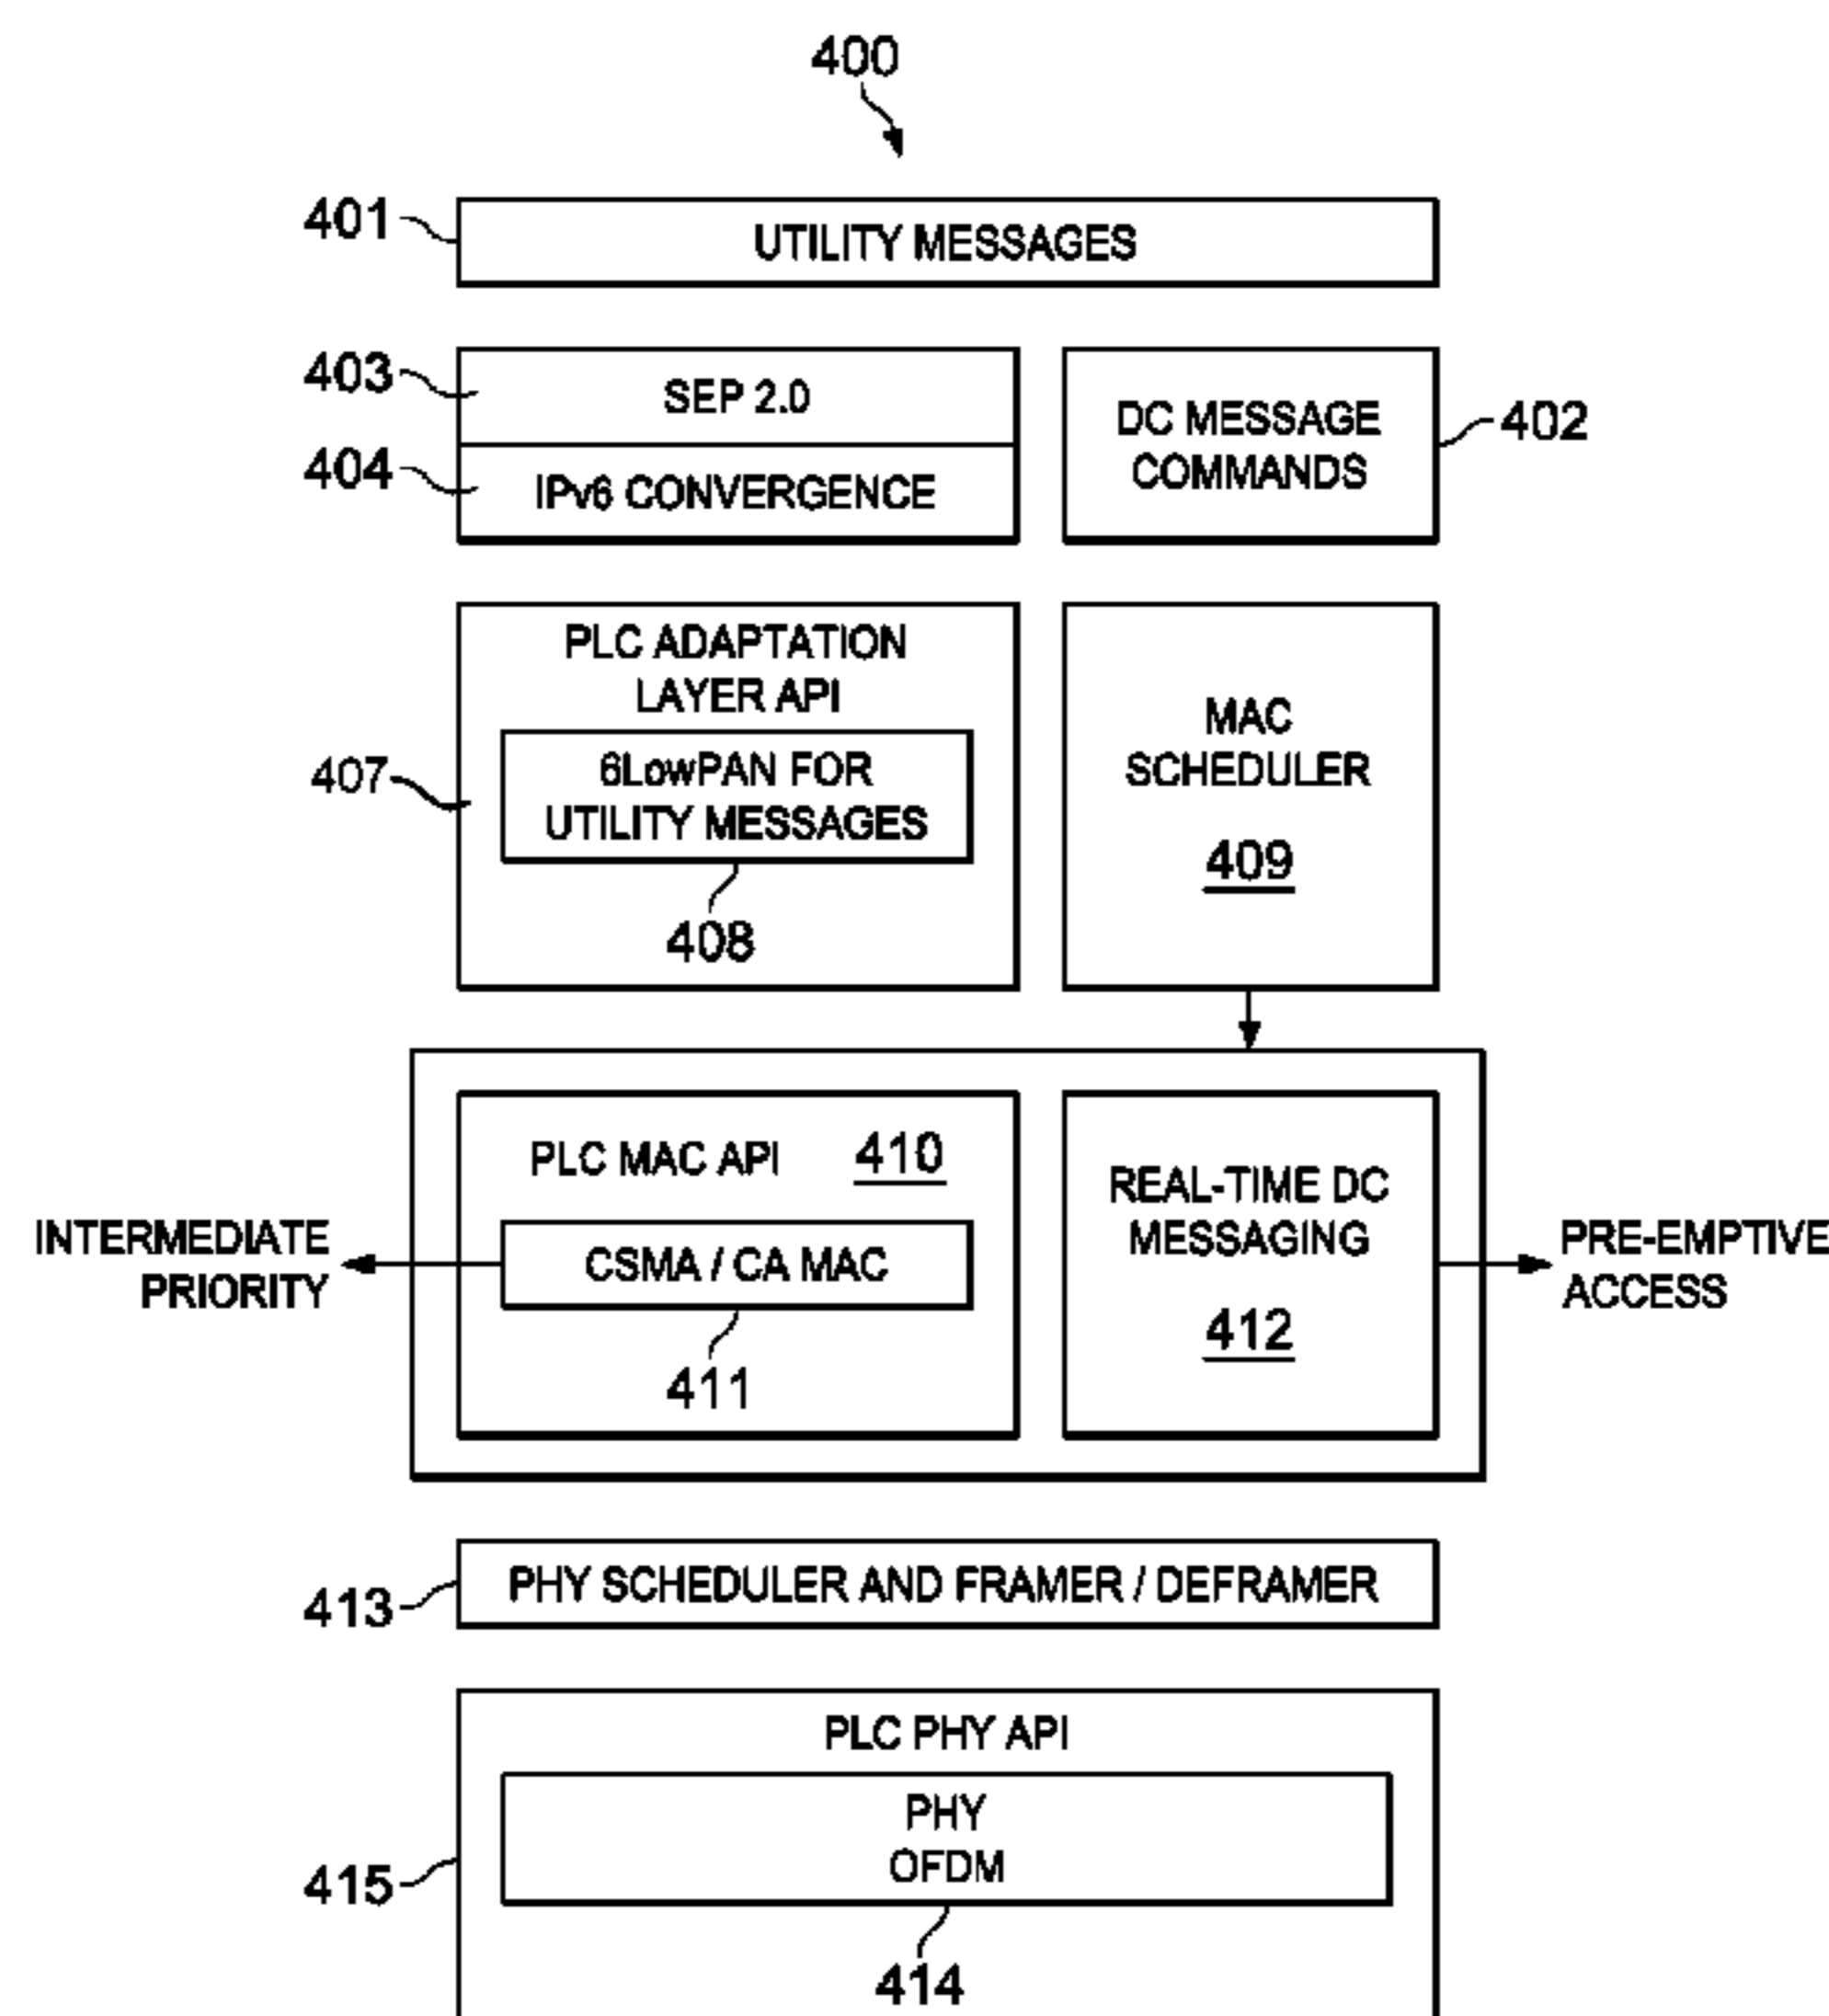 400
401
UTILITY MESSAGES
403
SEP 2.0
404
IPv6 CONVERGENCE
DC MESSAGE
COMMANDS
402
PLC ADAPTATION
LAYER API
407
6LowPAN FOR
UTILITY MESSAGES
408
MAC
SCHEDULER
409
PLC MAC API 410
INTERMEDIATE
PRIORITY
CSMA / CA MAC
411
REAL-TIME DC
MESSAGING
412
PRE-EMPTIVE
ACCESS
413
PHY SCHEDULER AND FRAMER / DEFRAMER
PLC PHY API
415
PHY
OFDM
414